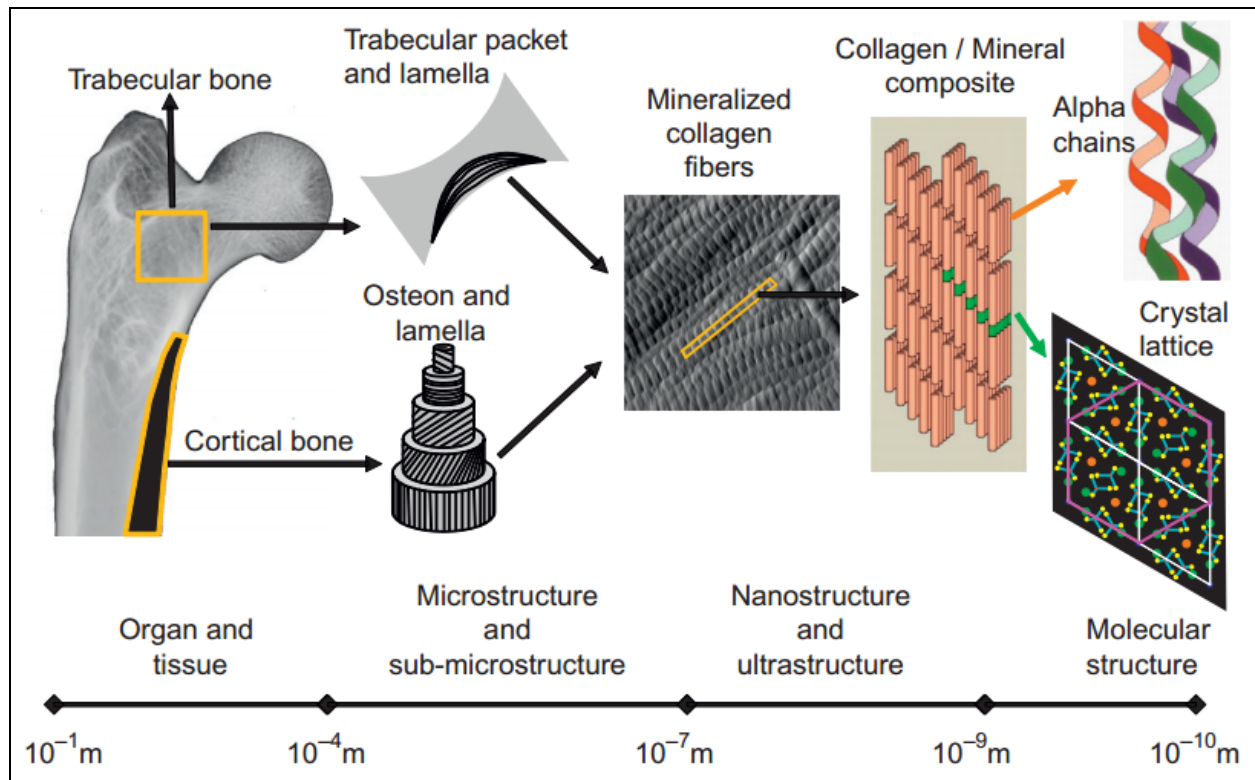 Trabecular bone
Trabecular packet
and lamella
Osteon and
lamella
Cortical bone
Mineralized
collagen
fibers
Collagen / Mineral
composite
Alpha
chains
Crystal
lattice
Organ and
tissue
Microstructure
and
sub-microstructure
Nanostructure
and
ultrastructure
Molecular
structure
10⁻¹m
10⁻⁴m
10⁻⁷m
10⁻⁹m
10⁻¹⁰m